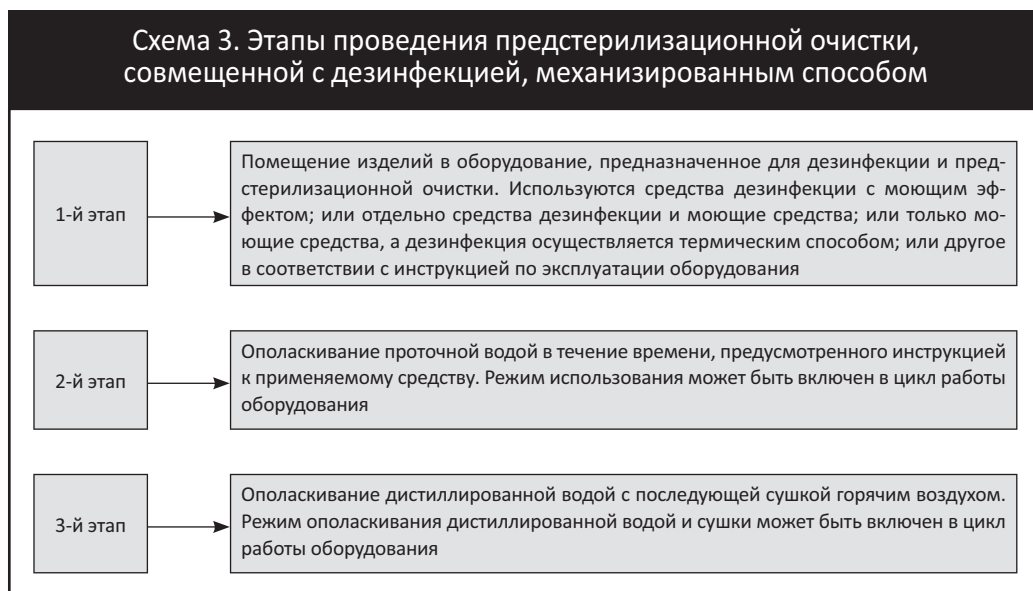 Схема 3. Этапы проведения предстерилизационной очистки,
совмещенной с дезинфекцией, механизированным способом
1-й этап
Помещение изделий в оборудование, предназначенное для дезинфекции и пред-
стерилизационной очистки. Используются средства дезинфекции с моющим эф-
фектом; или отдельно средства дезинфекции и моющие средства; или только мо-
ющие средства, а дезинфекция осуществляется термическим способом; или другое
в соответствии с инструкцией по эксплуатации оборудования
2-й этап
Ополаскивание проточной водой в течение времени, предусмотренного инструкцией
к применяемому средству. Режим использования может быть включен в цикл работы
оборудования
3-й этап
Ополаскивание дистиллированной водой с последующей сушкой горячим воздухом.
Режим ополаскивания дистиллированной водой и сушки может быть включен в цикл
работы оборудования